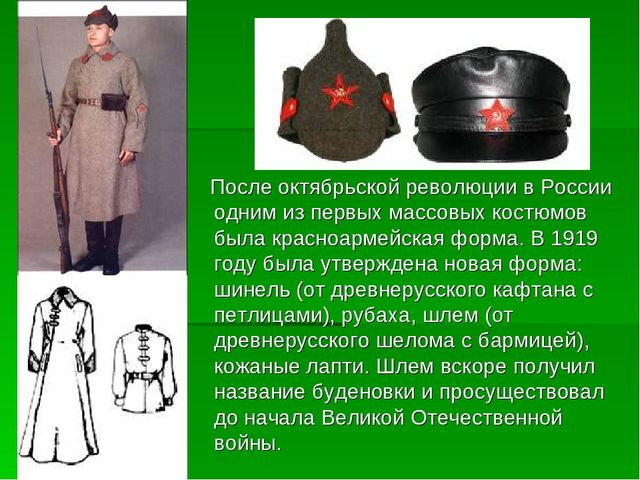 После октябрьской революции в России
одним из первых массовых костюмов
была красноармейская форма. В 1919
году была утверждена новая форма:
шинель (от древнерусского кафтана с
петлицами), рубаха, шлем (от
древнерусского шелома с бармицей),
кожаные лапти. Шлем вскоре получил
название буденовки и просуществовал
до начала Великой Отечественной
войны.